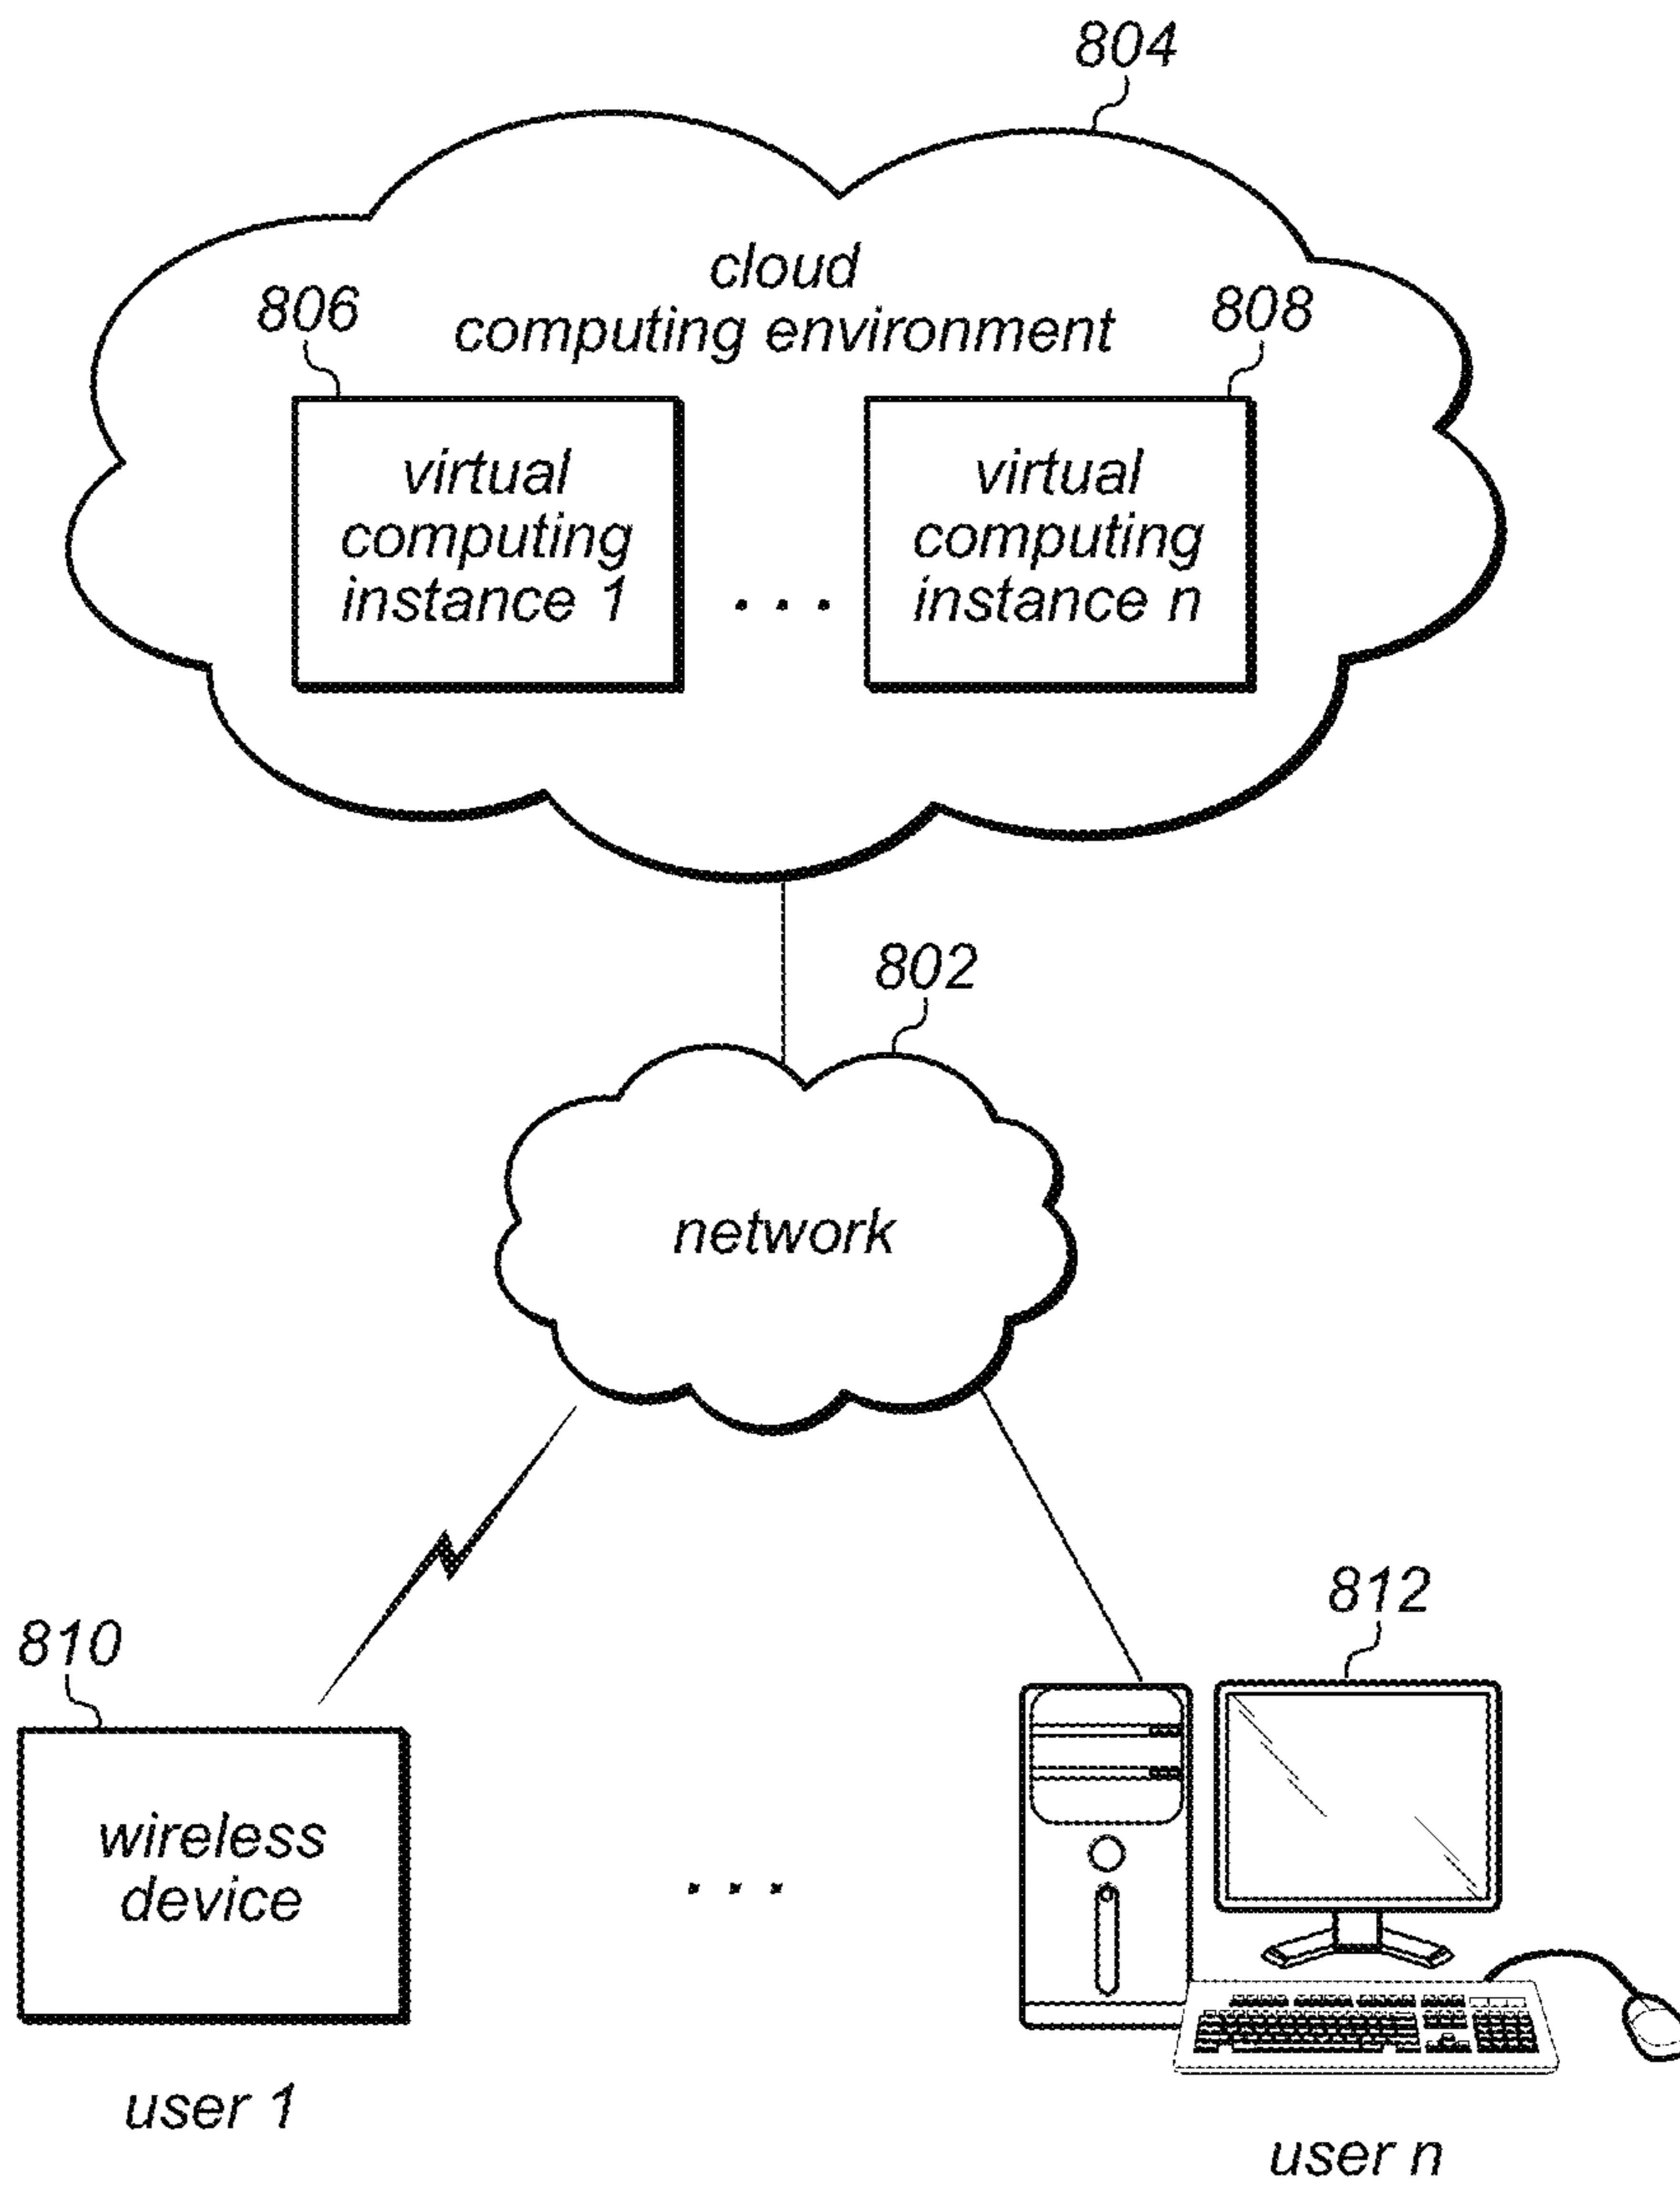 804
cloud
computing environment
806
808
virtual
computing
instance 1
. . .
virtual
computing
instance n
802
network
810
812
wireless
device
. . .
user 1
user n